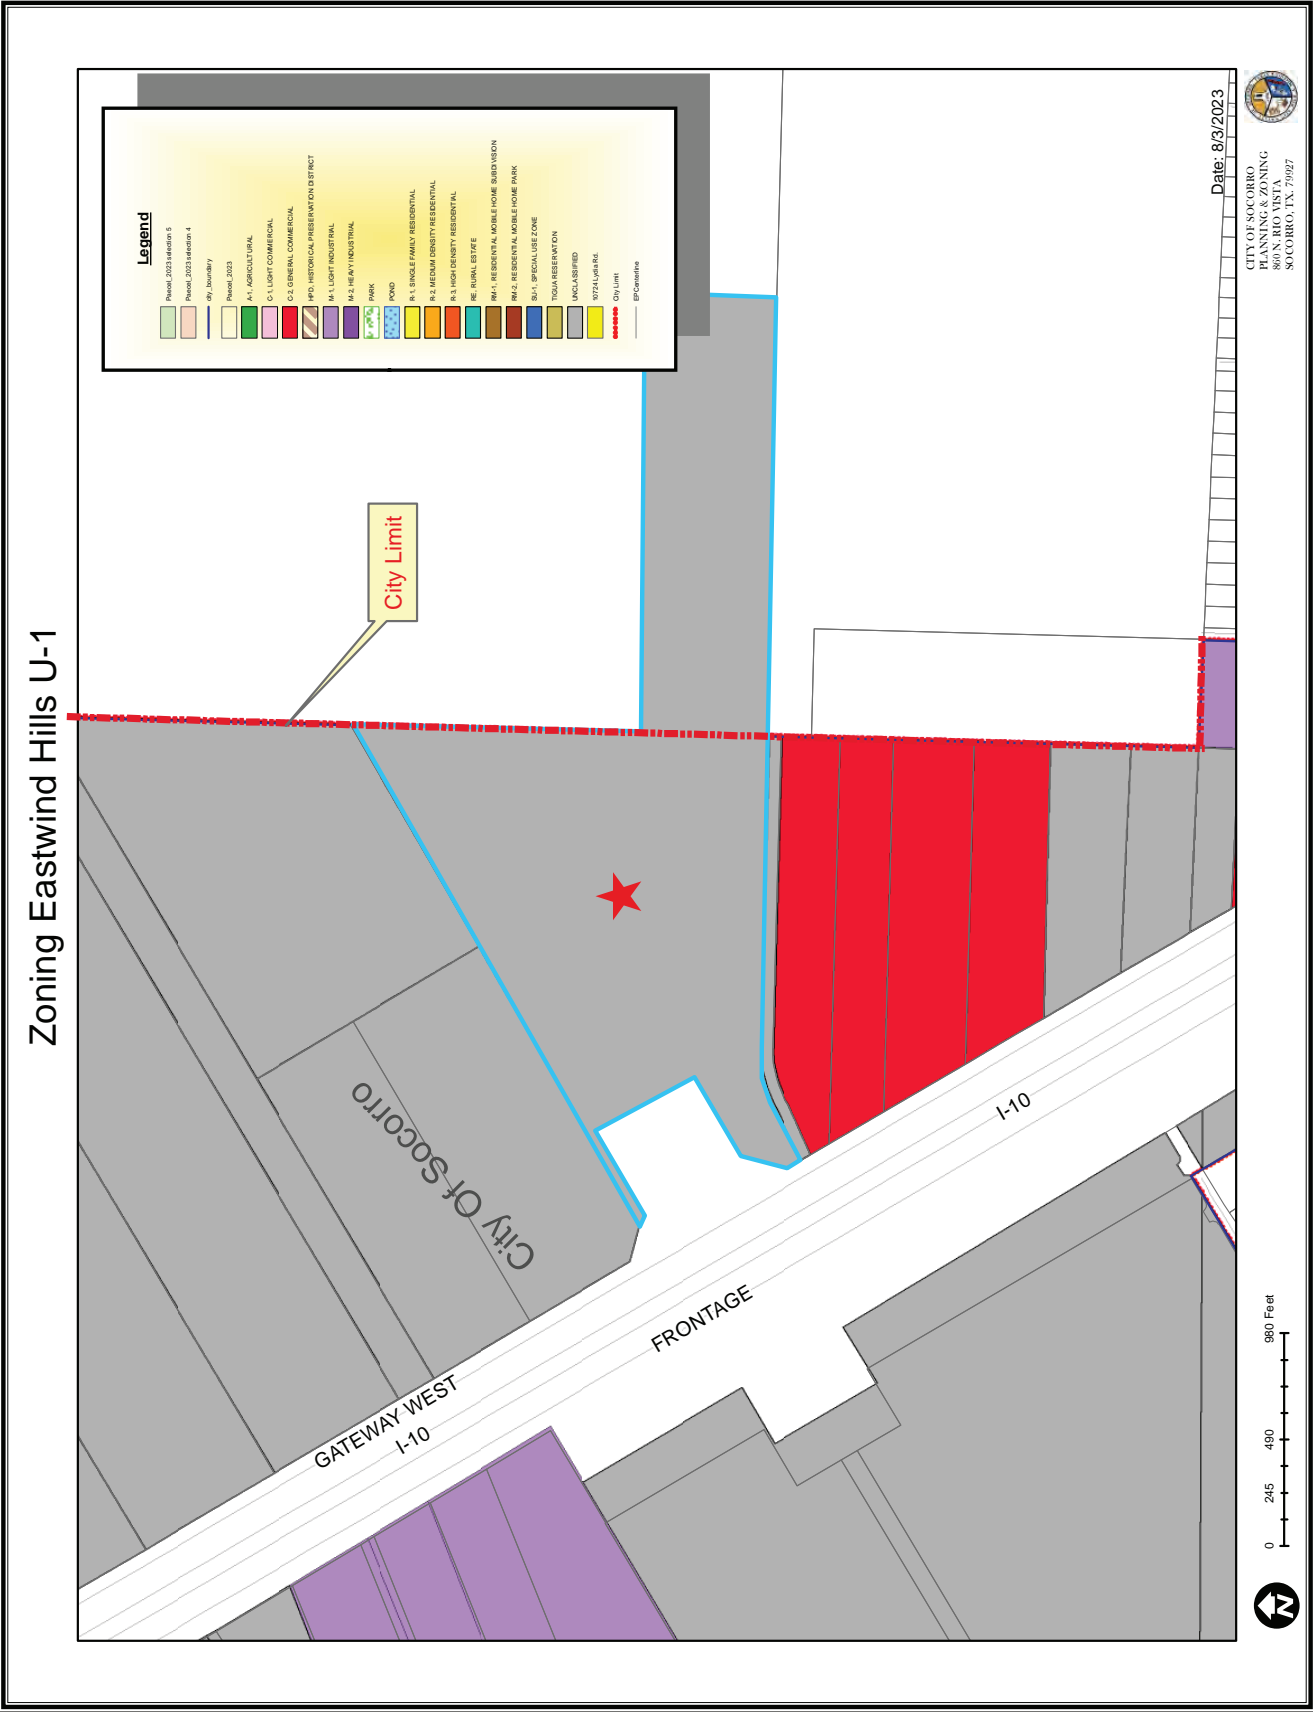 Zoning Eastwind Hills U-1
Legend
Paecel_2023 selection 5
Paecel_2023 selection 4
city_boundary
Paecel_2023
A-1, AGRICULTURAL
C-1, LIGHT COMMERCIAL
C-2, GENERAL COMMERCIAL
HPD, HISTORICAL PRESERVATION DISTRICT
M-1, LIGHT INDUSTRIAL
M-2, HEAVY INDUSTRIAL
PARK
POND
R-1, SINGLE FAMILY RESIDENTIAL
R-2, MEDIUM DENSITY RESIDENTIAL
R-3, HIGH DENSITY RESIDENTIAL
RE, RURAL ESTATE
RM-1, RESIDENTIAL MOBILE HOME SUBDIVISION
RM-2, RESIDENTIAL MOBILE HOME PARK
SU-1, SPECIAL USE ZONE
TIGUA RESERVATION
UNCLASSIFIED
10724 Lydia Rd.
City Limit
EPCenterline
City Limit
City Of Socorro
GATEWAY WEST
I-10
FRONTAGE
I-10
Date: 8/3/2023
N
0 245 490 980 Feet
CITY OF SOCORRO
PLANNING & ZONING
860 N. RIO VISTA
SOCORRO, TX. 79927